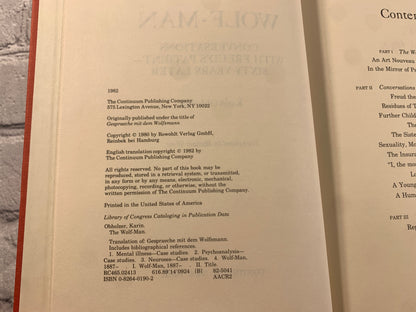 WOLF-MAN
CONVERSATIONS
WITH FREUD'S PATIENT—
SIXTY YEARS LATER
1982
The Continuum Publishing Company
575 Lexington Avenue, New York, NY 10022
Originally published under the title of
Gesprache mit dem Wolfsmann
Copyright © 1980 by Rowohlt Verlag GmbH,
Reinbek bei Hamburg
English translation copyright © 1982 by
The Continuum Publishing Company
All rights reserved. No part of this book may be
reproduced, stored in a retrieval system, or transmitted,
in any form or by any means, electronic, mechanical,
photocopying, recording, or otherwise, without the
written permission of The Continuum Publishing Company.
Printed in the United States of America
Library of Congress Cataloging in Publication Data
Obholzer, Karin.
The Wolf-Man.
Translation of Gesprasche mit dem Wolfsmann.
Includes bibliographical references.
1. Mental illness—Case studies. 2. Psychoanalysis—
Case studies. 3. Neuroses—Case studies. 4. Wolf-Man,
1887- . I. Wolf-Man, 1887- II. Title.
RC465.O2413 616.89'14'0924 [B] 82-5041
ISBN 0-8264-0190-2 AACR2
Conten
PART I The W
An Art Nouveau
In the Mirror of P
PART II Conversations
Freud the
Residues of T
Further Child
The
Su
Sexuality, Mo
The Insura
"I, the mo
Lo
A Young
A Hum
PART III
Re